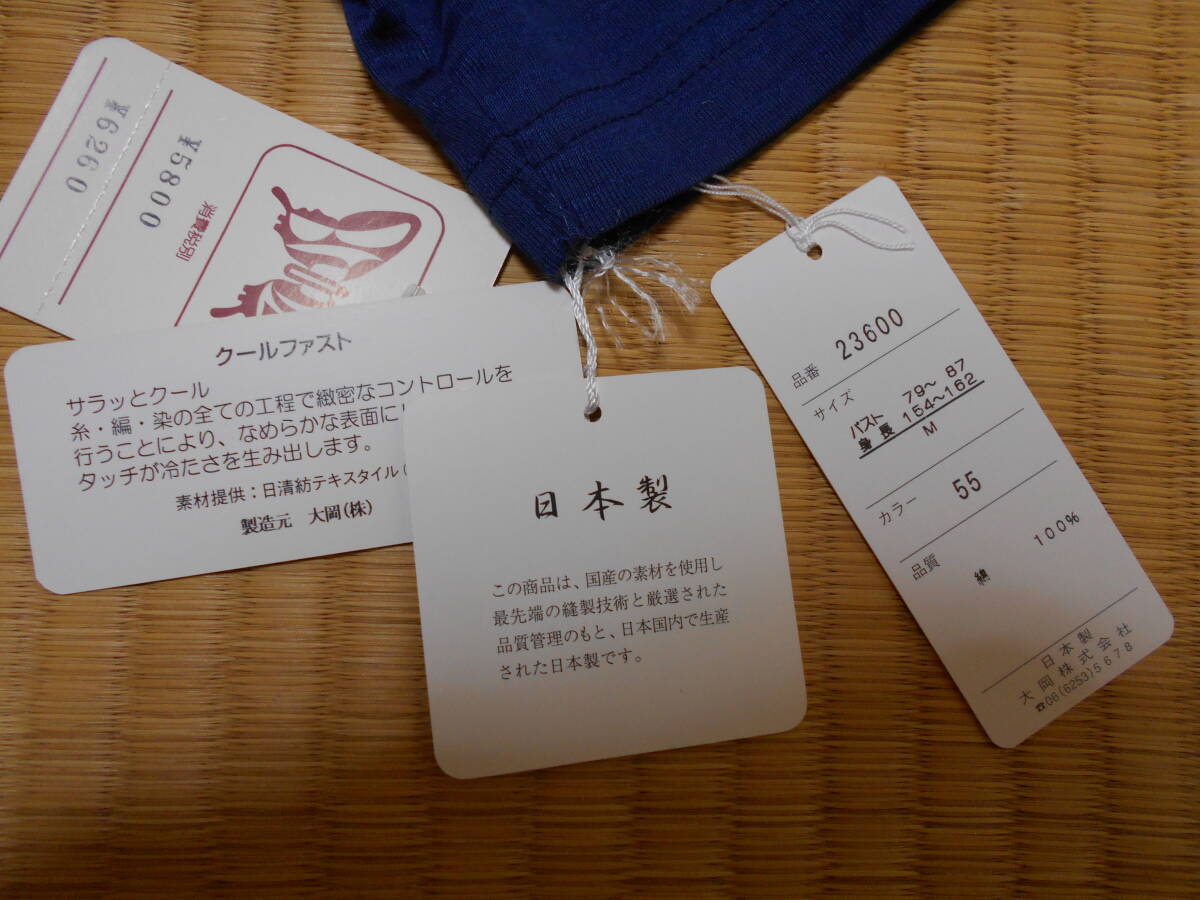 ¥6260
¥5800
消費税別
クールファスト
サラッとクール
糸・編・染の全ての工程で緻密なコントロールを
行うことにより、なめらかな表面に
タッチが冷たさを生み出します。
素材提供：日清紡テキスタイル（
製造元 大岡(株)
日本製
この商品は、国産の素材を使用し
最先端の縫製技術と厳選された
品質管理のもと、日本国内で生産
された日本製です。
品番 23600
サイズ
バスト 79～ 87
身長 154～162
M
カラー 55
品質
綿 100%
日本製
大岡株式会社
☎06(6253)5678